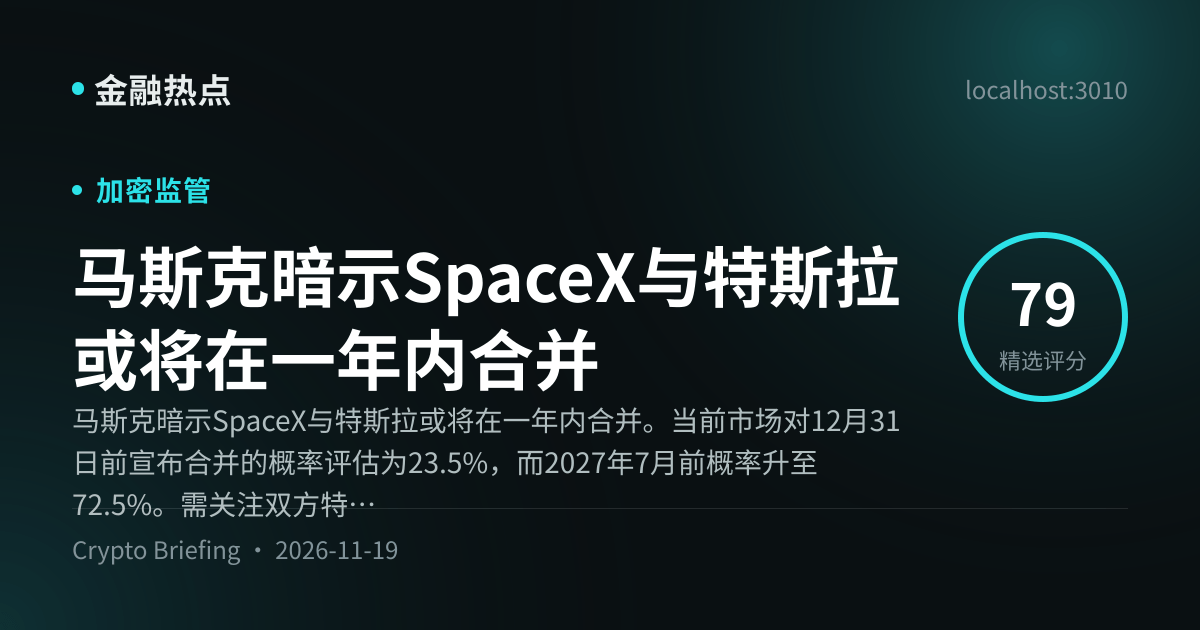 金融热点
localhost:3010
加密监管
马斯克暗示SpaceX与特斯拉
或将在一年内合并
79
精选评分
马斯克暗示SpaceX与特斯拉或将在一年内合并。当前市场对12月31
日前宣布合并的概率评估为23.5%，而2027年7月前概率升至
72.5%。需关注双方特…
Crypto Briefing · 2026-11-19